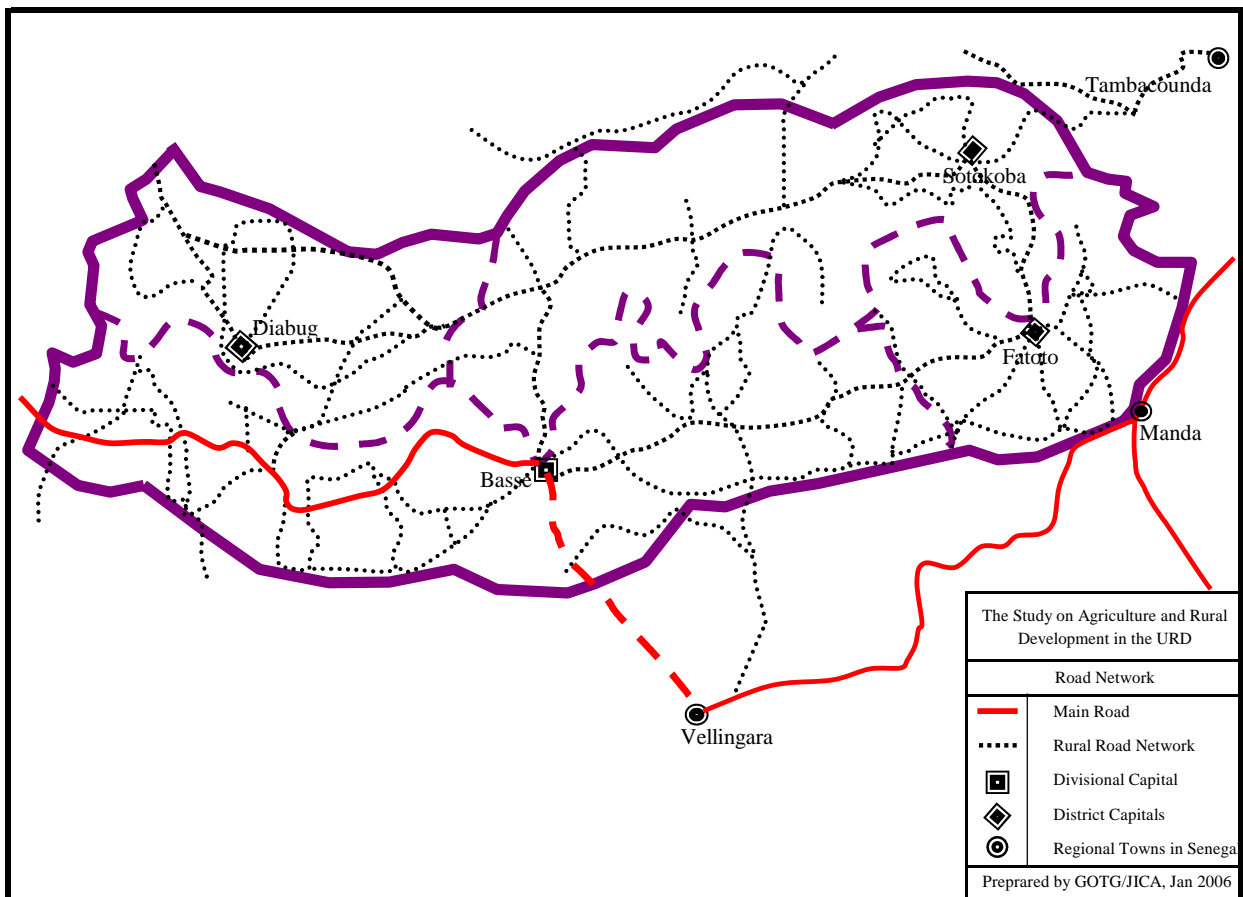 Tambacounda
Sotokoba
Diabug
Fatoto
Manda
Basse
Vellingara
The Study on Agriculture and Rural
Development in the URD
Road Network
Main Road
Rural Road Network
Divisional Capital
District Capitals
Regional Towns in Senegal
Preprared by GOTG/JICA, Jan 2006